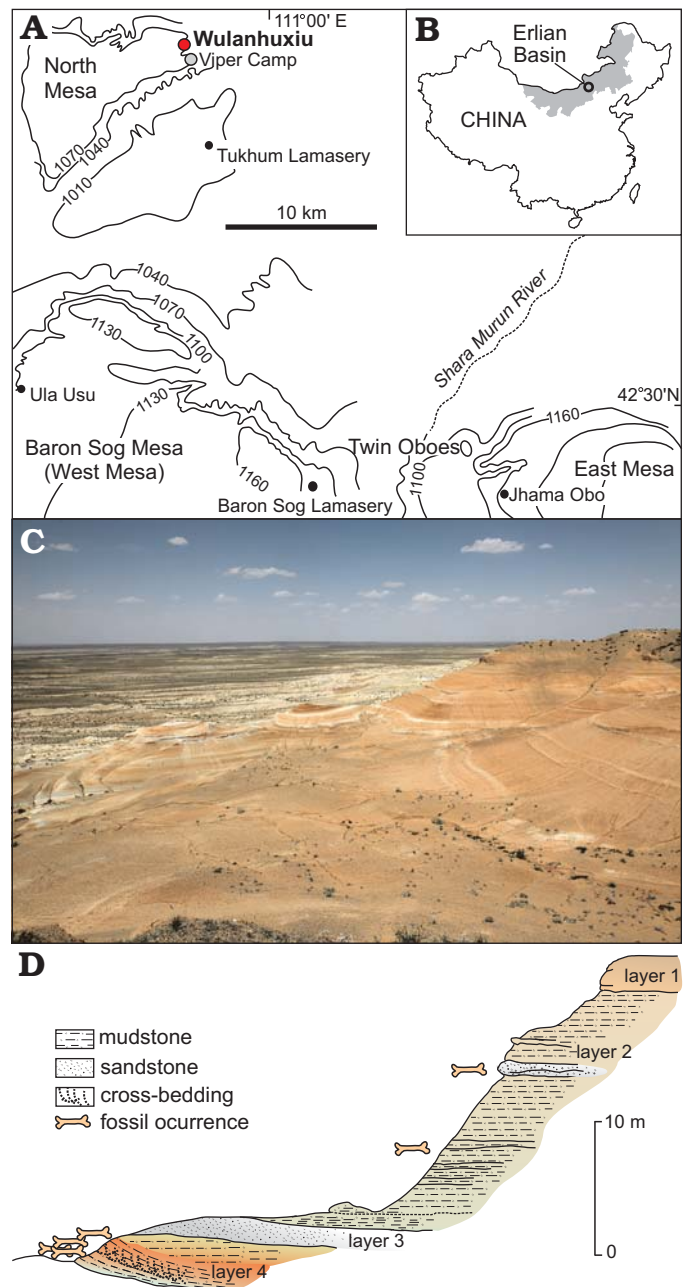 A
111°00' E
Wulanhuxiu
Viper Camp
North
Mesa
1070
1040
1010
Tukhum Lamasery
10 km
B
Erlian
Basin
CHINA
1040
1070
1100
1130
Shara Murun River
Ula Usu
1130
42°30'N
1160
Baron Sog Mesa
(West Mesa)
Twin Oboes
1100
East Mesa
1160
Jhama Obo
Baron Sog Lamasery
C
D
layer 1
mudstone
sandstone
cross-bedding
fossil ocurrence
layer 2
10 m
layer 3
0
layer 4